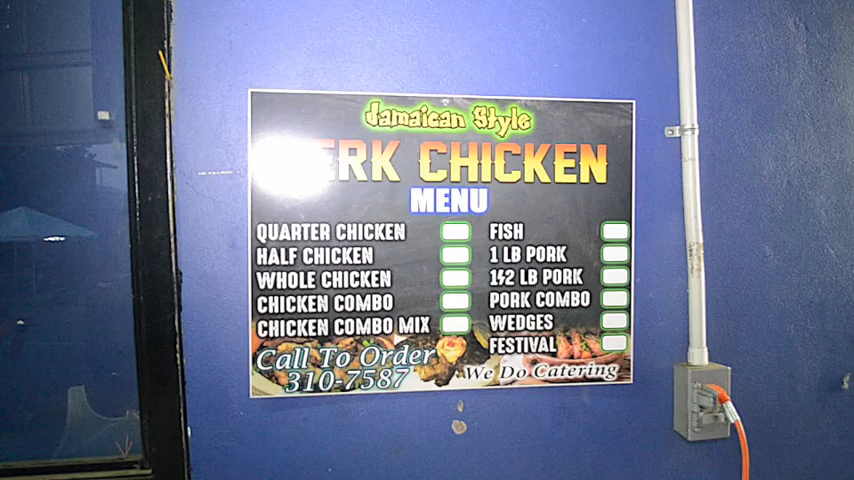 Jamaican Style
ERK CHICKEN
MENU
QUARTER CHICKEN
HALF CHICKEN
WHOLE CHICKEN
CHICKEN COMBO
CHICKEN COMBO MIX
FISH
1 LB PORK
1/2 LB PORK
PORK COMBO
WEDGES
FESTIVAL
Call To Order
310-7587
We Do Catering